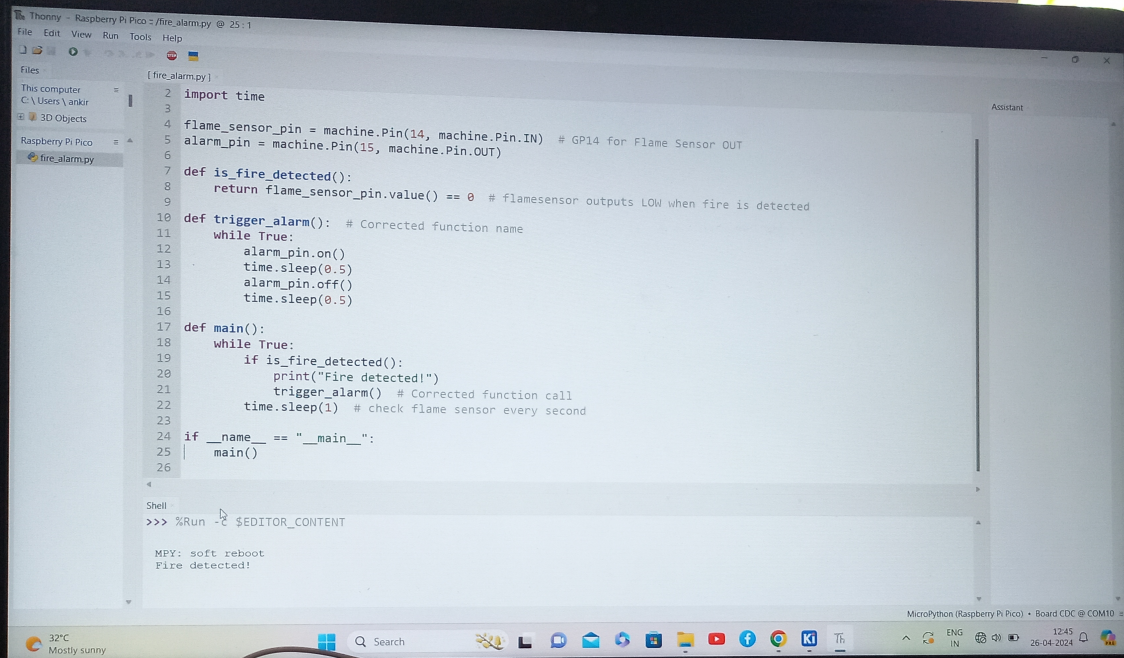 Thonny - Raspberry Pi Pico :: /fire_alarm.py @ 25 : 1
File Edit View Run Tools Help
Files
This computer
C:\ Users \ ankir
3D Objects
Raspberry Pi Pico
fire_alarm.py
[ fire_alarm.py ]
2 import time
3
4 flame_sensor_pin = machine.Pin(14, machine.Pin.IN) # GP14 for Flame Sensor OUT
5 alarm_pin = machine.Pin(15, machine.Pin.OUT)
6
7 def is_fire_detected():
8 return flame_sensor_pin.value() == 0 # flamesensor outputs LOW when fire is detected
9
10 def trigger_alarm(): # Corrected function name
11 while True:
12 alarm_pin.on()
13 time.sleep(0.5)
14 alarm_pin.off()
15 time.sleep(0.5)
16
17 def main():
18 while True:
19 if is_fire_detected():
20 print("Fire detected!")
21 trigger_alarm() # Corrected function call
22 time.sleep(1) # check flame sensor every second
23
24 if __name__ == "__main__":
25 main()
26
Assistant
Shell
>>> %Run -c $EDITOR_CONTENT
MPY: soft reboot
Fire detected!
MicroPython (Raspberry Pi Pico) • Board CDC @ COM10
32°C
Mostly sunny
Search
Ki
Th
ENG
IN
12:45
26-04-2024